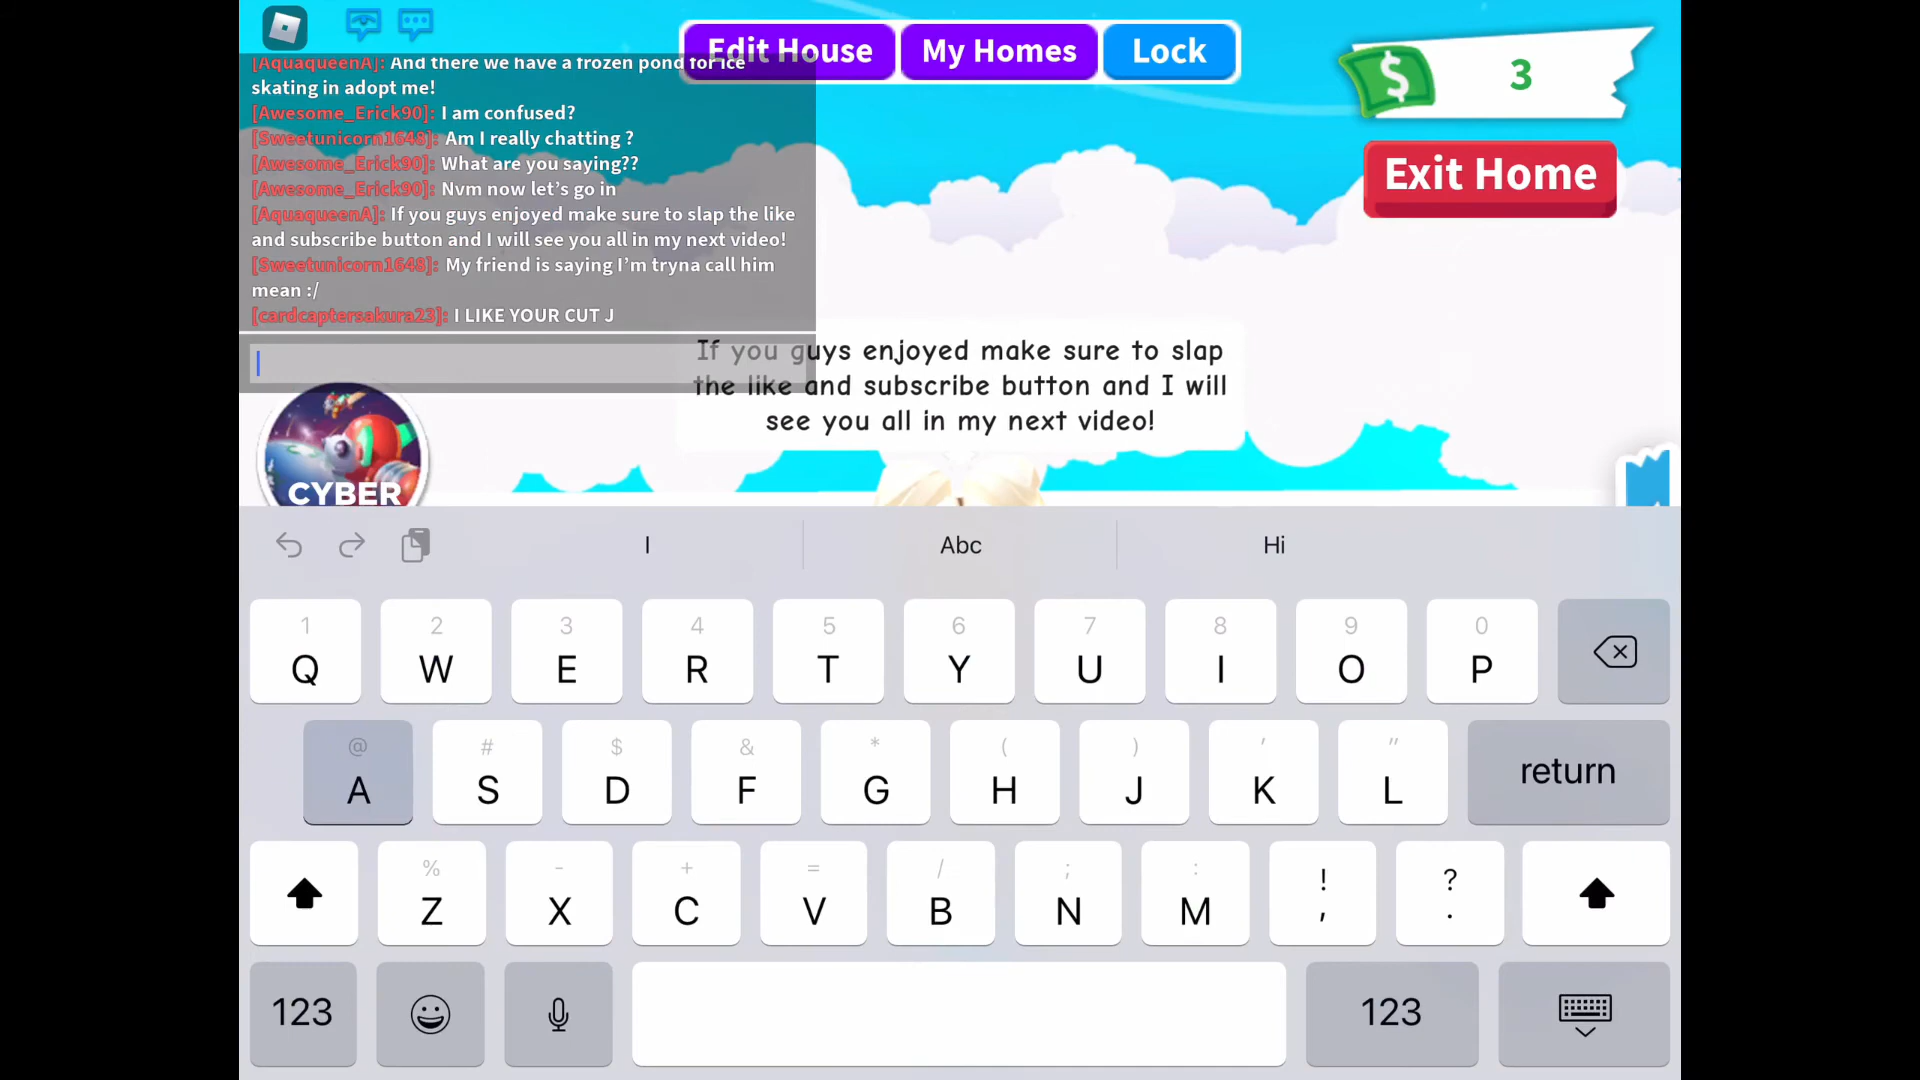 Edit House
My Homes
Lock
3
Exit Home
[AquaqueenA]: And there we have a frozen pond for ice
skating in adopt me!
[Awesome_Erick90]: I am confused?
[Sweetunicorn1648]: Am I really chatting ?
[Awesome_Erick90]: What are you saying??
[Awesome_Erick90]: Nvm now let’s go in
[AquaqueenA]: If you guys enjoyed make sure to slap the like
and subscribe button and I will see you all in my next video!
[Sweetunicorn1648]: My friend is saying I’m tryna call him
mean :/
[cardcaptersakura23]: I LIKE YOUR CUT J
If you guys enjoyed make sure to slap
the like and subscribe button and I will
see you all in my next video!
CYBER
I Abc Hi
1 2 3 4 5 6 7 8 9 0
Q W E R T Y U I O P
@ # $ & * ( ) ' "
A S D F G H J K L return
% - + = / ; : ! ?
Z X C V B N M , .
123 123